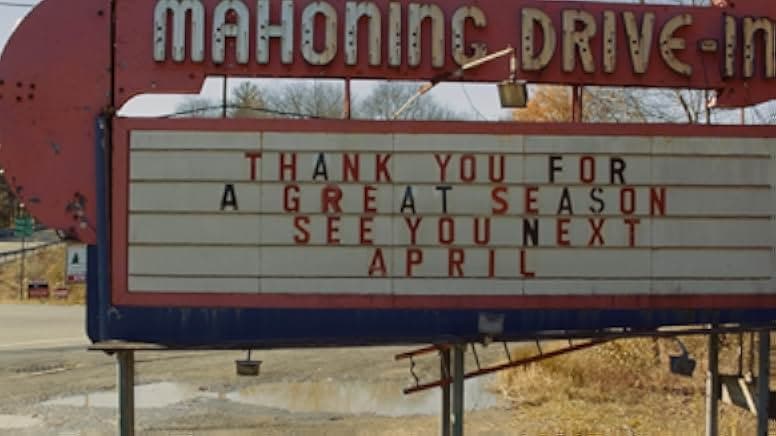 MAHONING DRIVE-IN
THANK YOU FOR
A GREAT SEASON
SEE YOU NEXT
APRIL